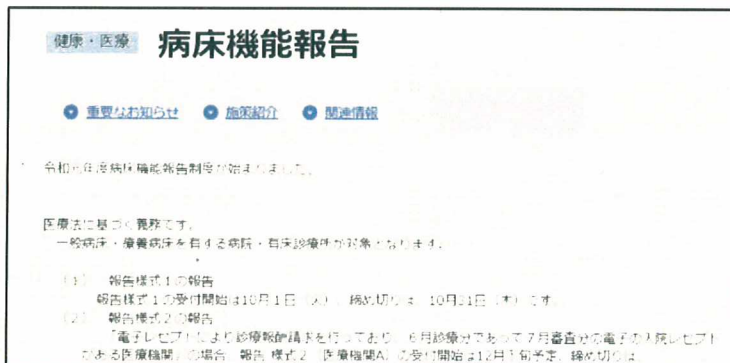 健康・医療 病床機能報告
重要なお知らせ 施策紹介 関連情報
令和元年度病床機能報告制度が始まりました。
医療法に基づく義務です。
一般病床・療養病床を有する病院・有床診療所が対象となります。
(1) 報告様式1の報告
報告様式1の受付開始は10月1日（火）、締め切りは、10月31日（木）です。
(2) 報告様式2の報告
「電子レセプトにより診療報酬請求を行っており、6月診療分であって7月審査分の電子の入院レセプト
がある医療機関」の場合、報告様式2（医療機関A）の受付開始は12月 旬予定、締め切りは